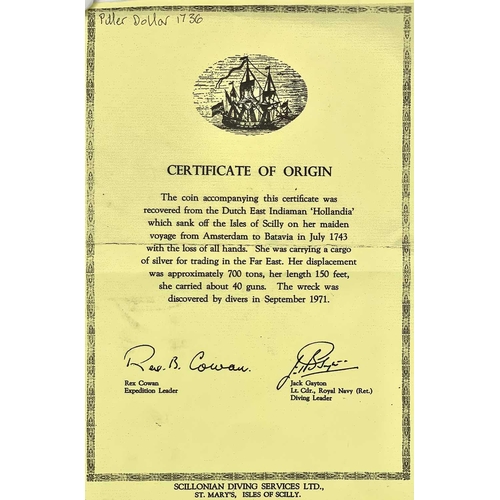 Piller Dollar 1736
CERTIFICATE OF ORIGIN
The coin accompanying this certificate was
recovered from the Dutch East Indiaman ‘Hollandia’
which sank off the Isles of Scilly on her maiden
voyage from Amsterdam to Batavia in July 1743
with the loss of all hands. She was carrying a cargo
of silver for trading in the Far East. Her displacement
was approximately 700 tons, her length 150 feet,
she carried about 40 guns. The wreck was
discovered by divers in September 1971.
Rex. B. Cowan.
Rex Cowan
Expedition Leader
Jack Gayton
Lt. Cdr., Royal Navy (Ret.)
Diving Leader
SCILLONIAN DIVING SERVICES LTD.,
ST. MARY'S, ISLES OF SCILLY.